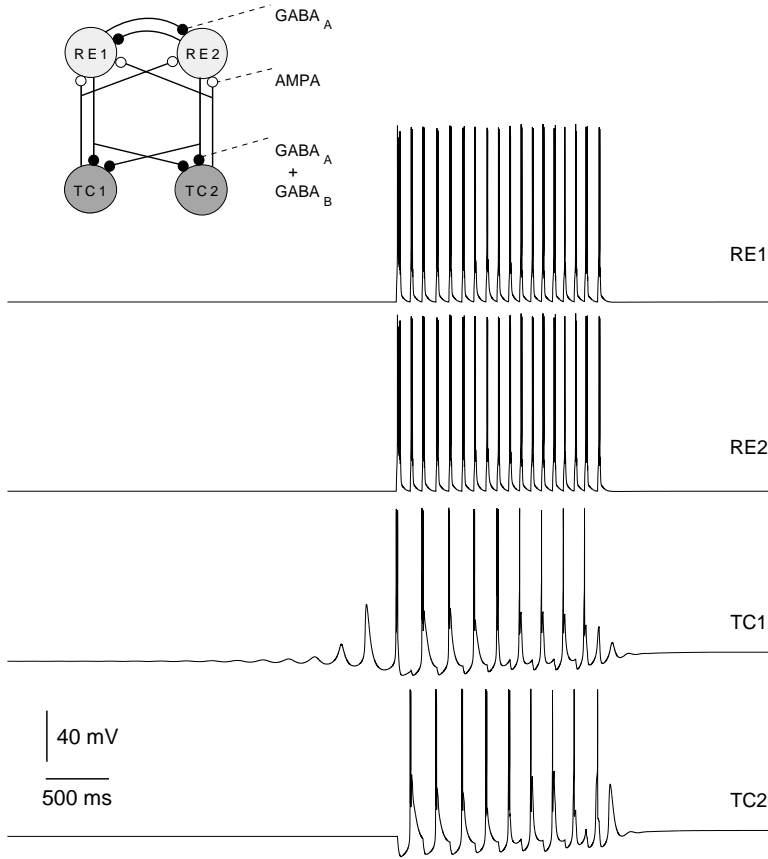 GABA A
RE1 RE2
AMPA
GABA A
+
GABA B
TC1 TC2
RE1
RE2
TC1
40 mV
500 ms
TC2